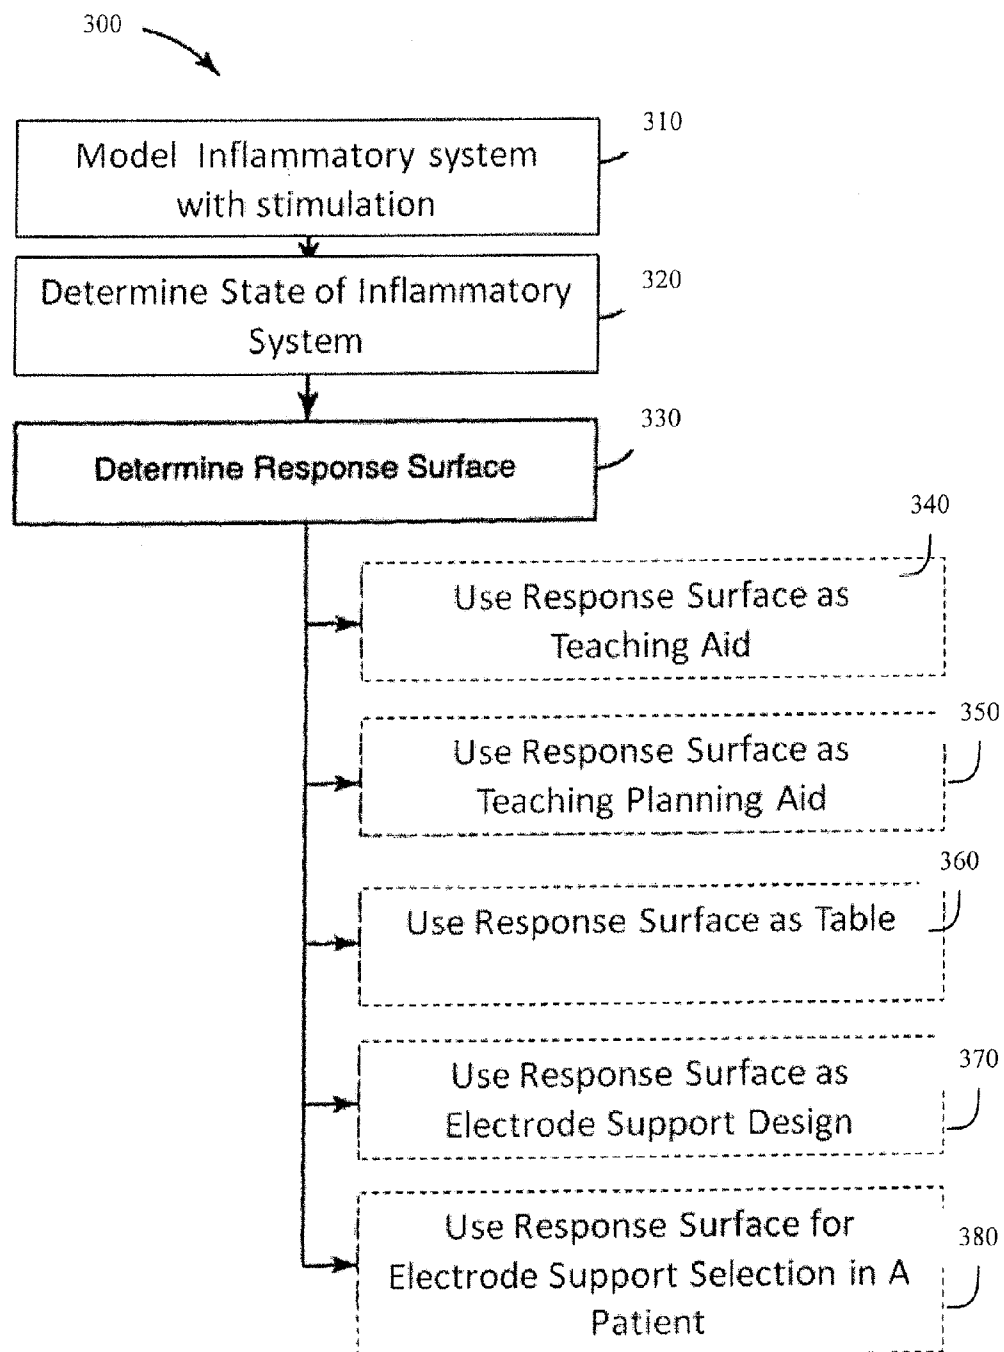 300
310
Model Inflammatory system
with stimulation
320
Determine State of Inflammatory
System
330
Determine Response Surface
340
Use Response Surface as
Teaching Aid
350
Use Response Surface as
Teaching Planning Aid
360
Use Response Surface as Table
370
Use Response Surface as
Electrode Support Design
380
Use Response Surface for
Electrode Support Selection in A
Patient